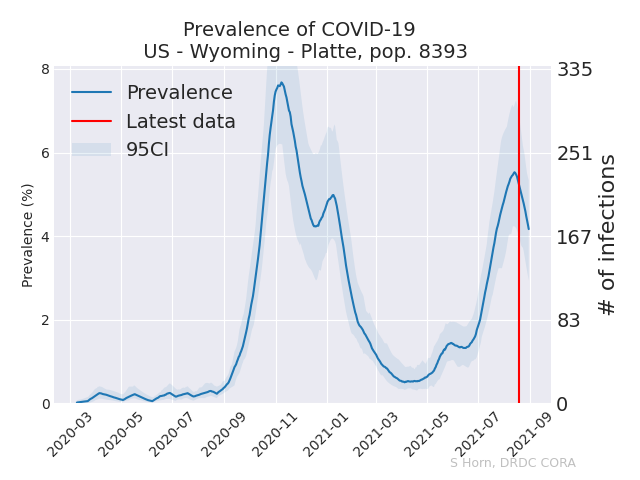 Prevalence of COVID-19
US - Wyoming - Platte, pop. 8393
Prevalence
Latest data
95CI
Prevalence (%)
8
6
4
2
0
335
251
167
83
0
# of infections
2020-03
2020-05
2020-07
2020-09
2020-11
2021-01
2021-03
2021-05
2021-07
2021-09
S Horn, DRDC CORA